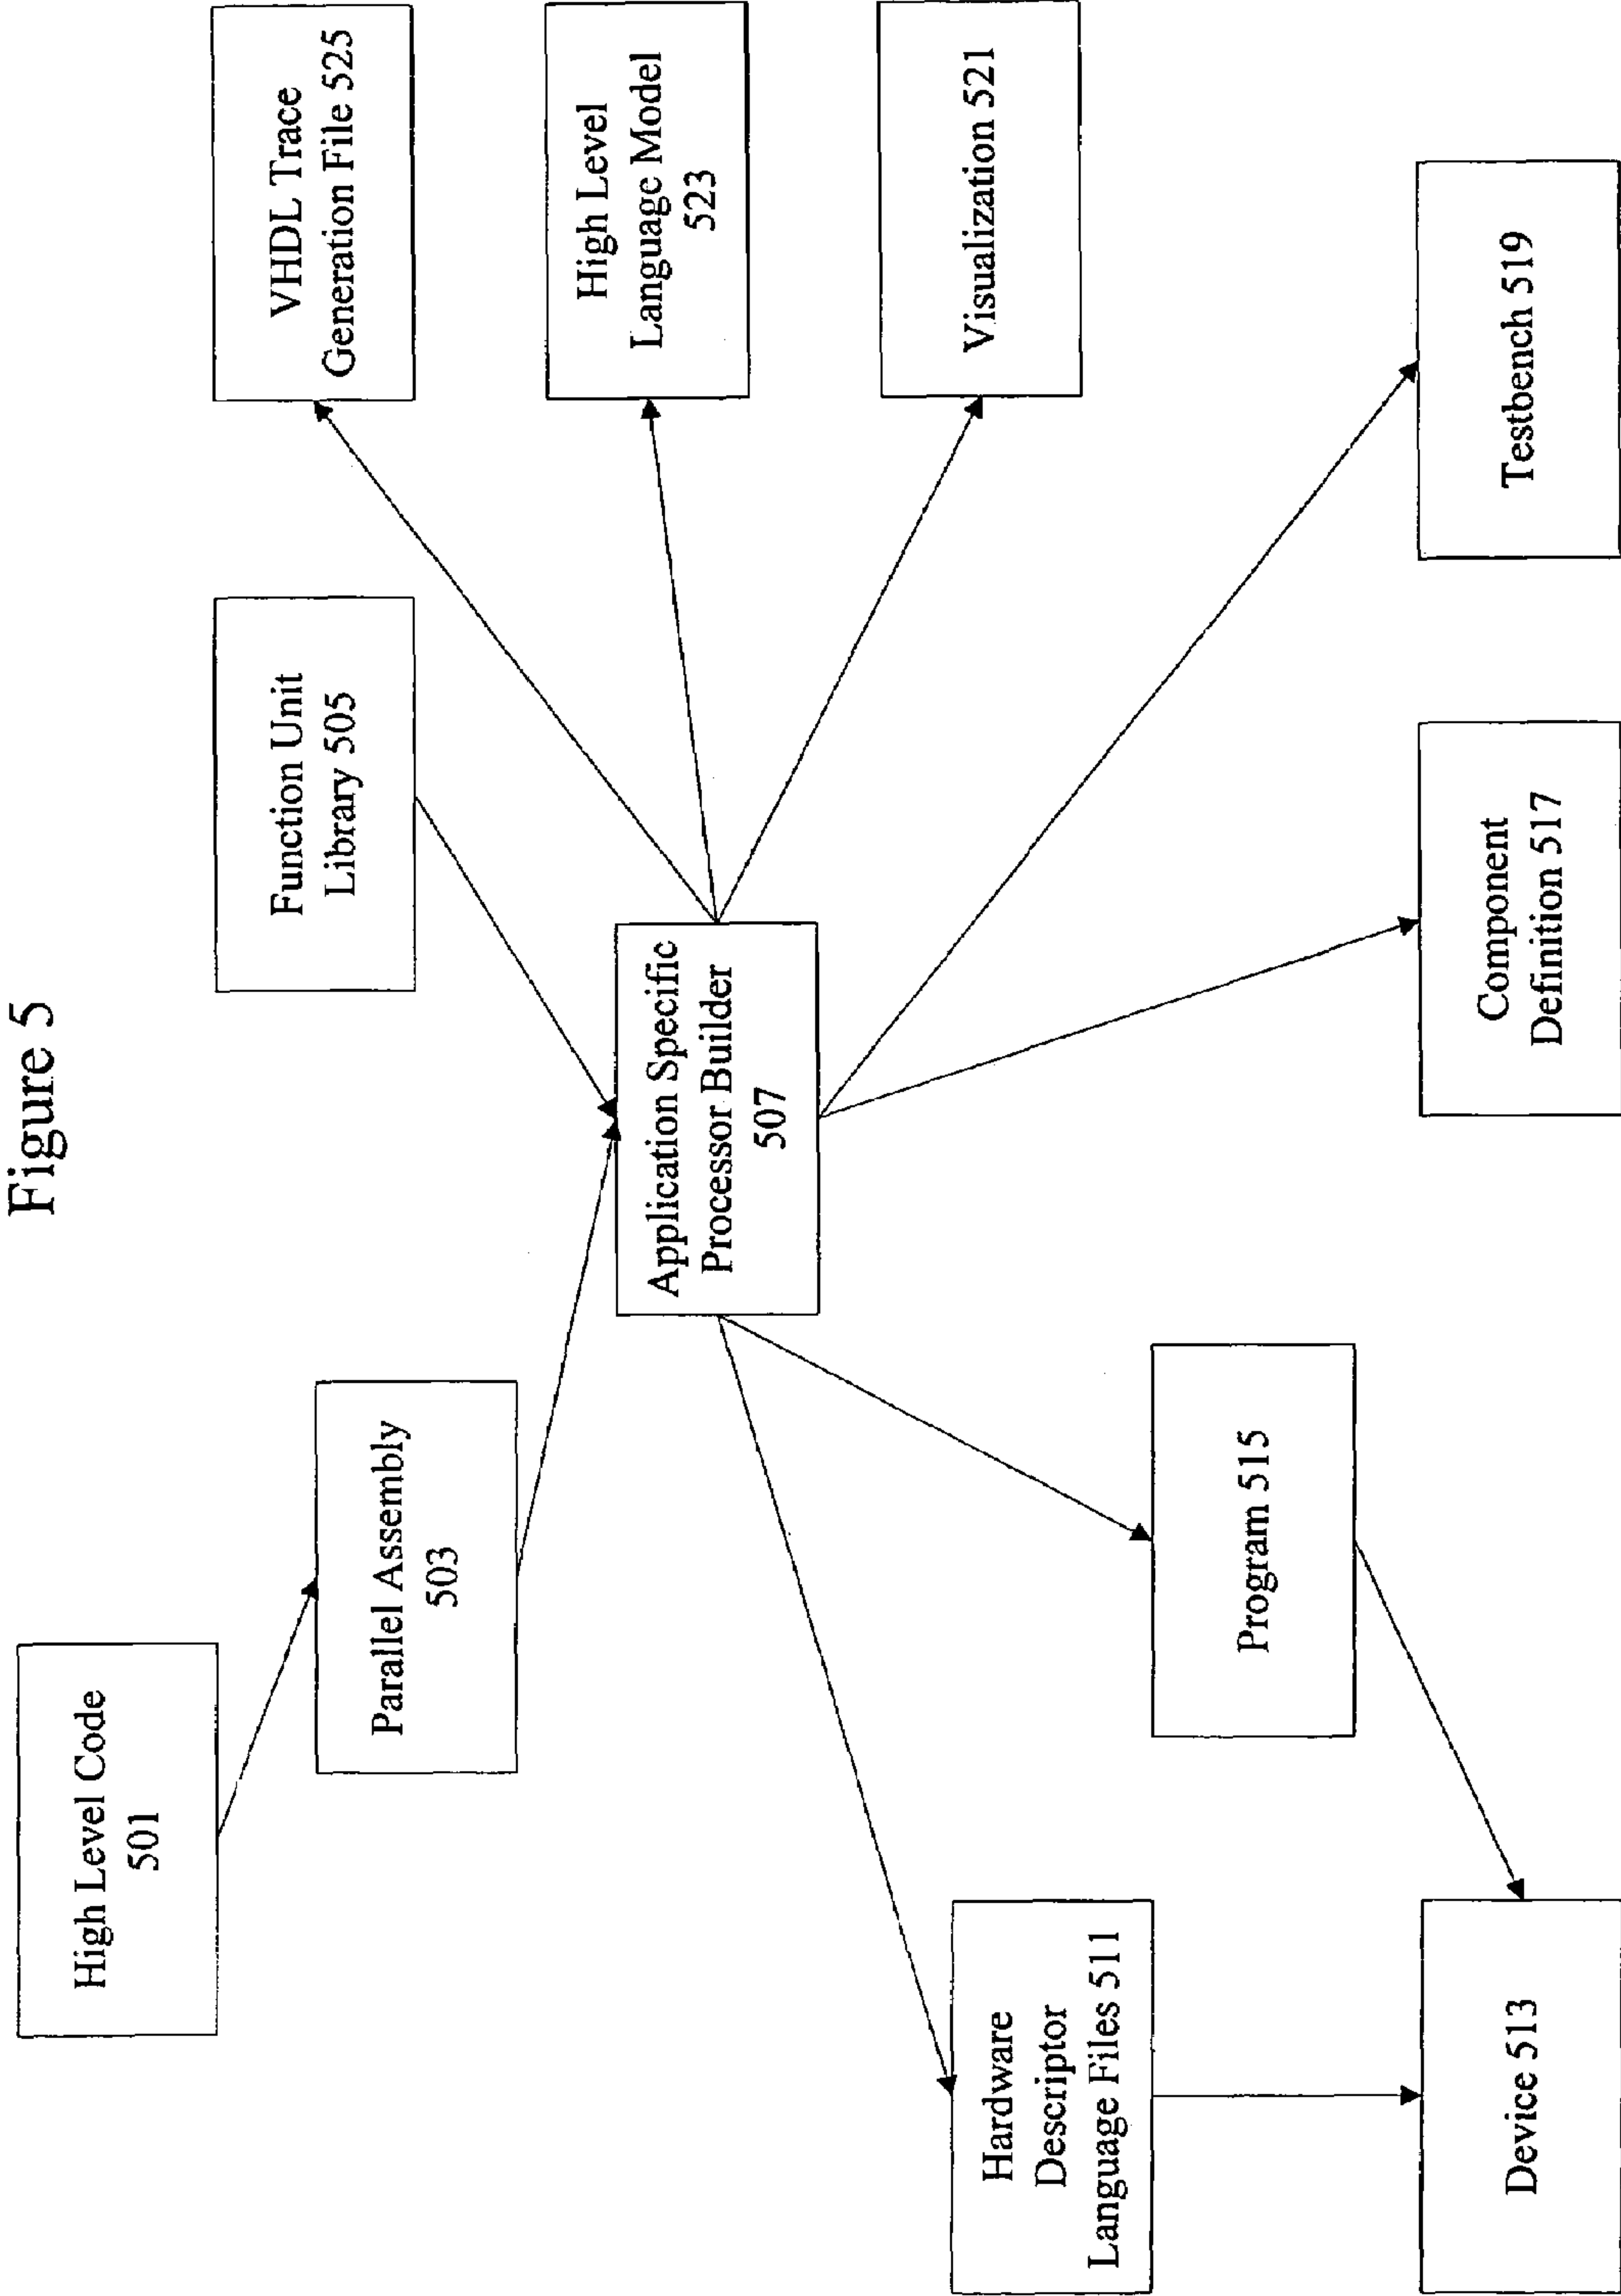 Figure 5
High Level Code
501
Parallel Assembly
503
Function Unit
Library 505
VHDL Trace
Generation File 525
High Level
Language Model
523
Visualization 521
Application Specific
Processor Builder
507
Hardware
Descriptor
Language Files 511
Program 515
Device 513
Component
Definition 517
Testbench 519